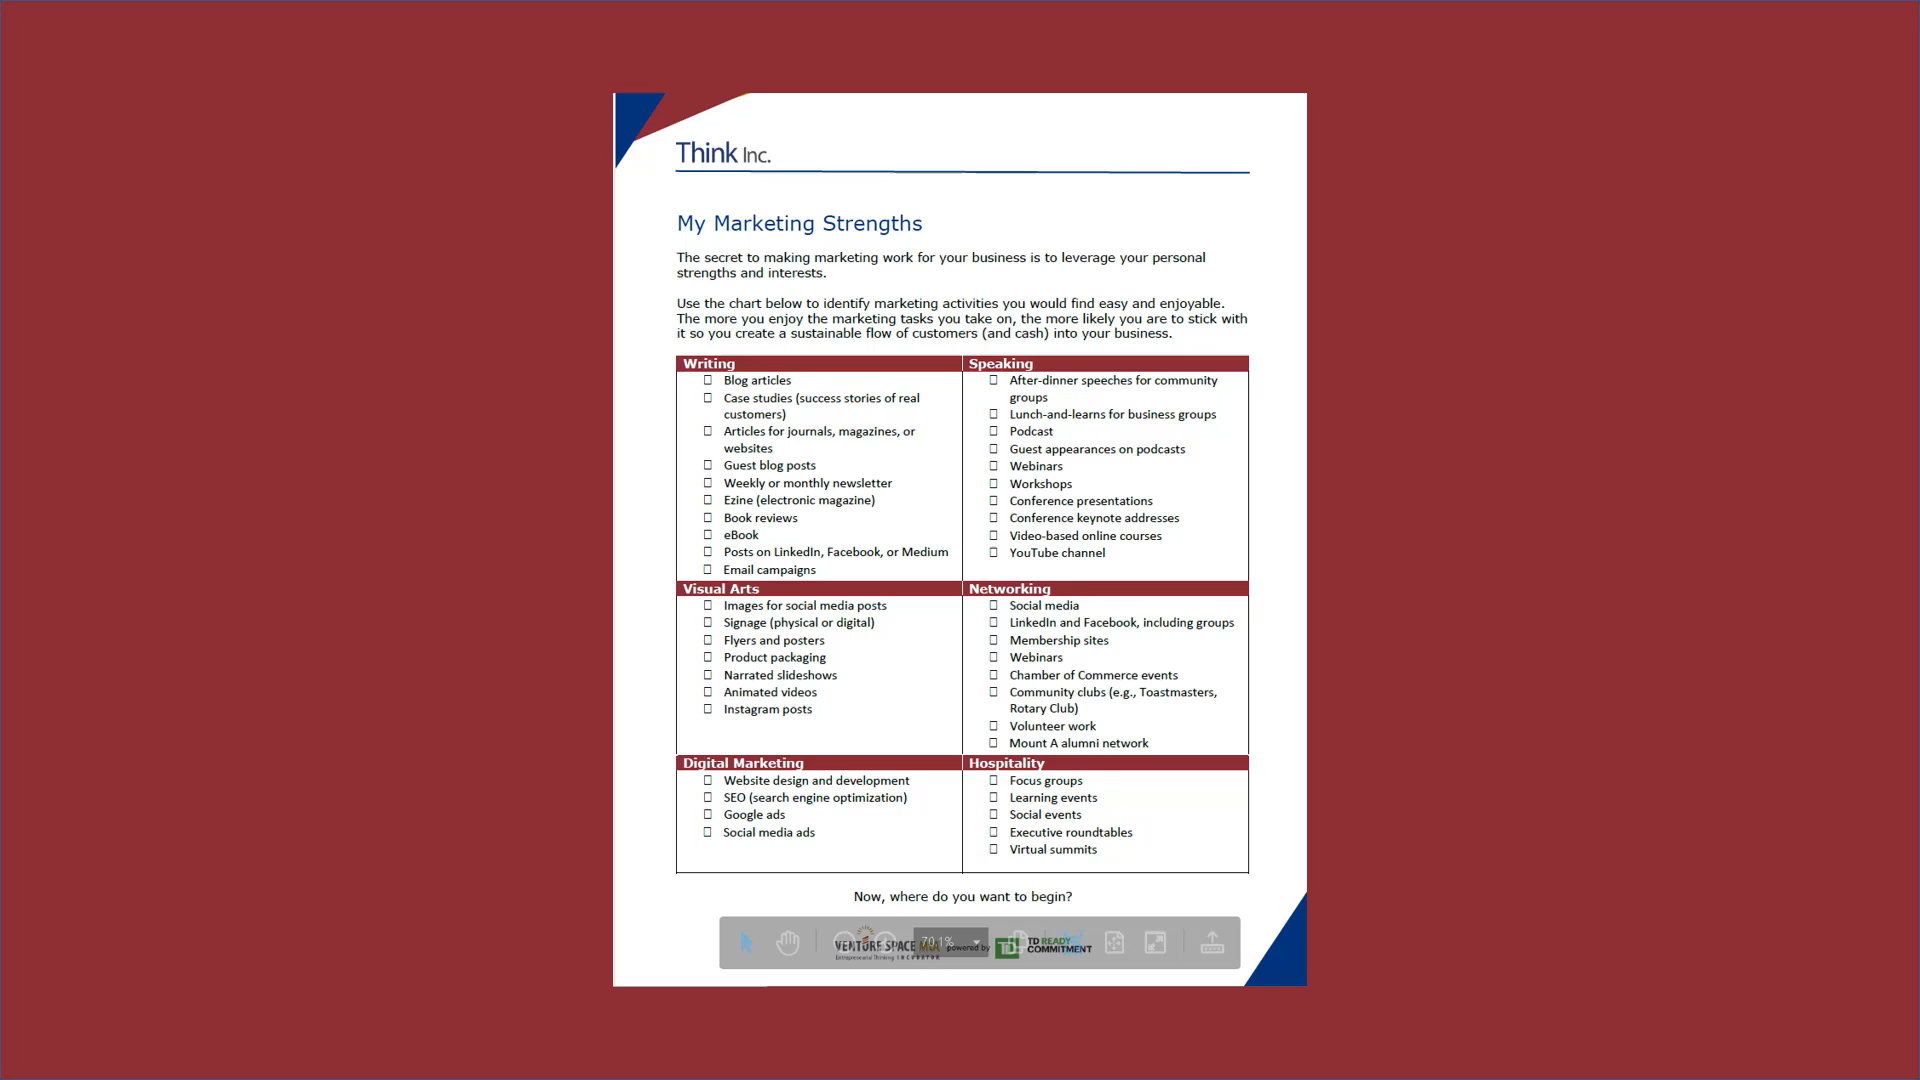 Think Inc.
My Marketing Strengths
The secret to making marketing work for your business is to leverage your personal
strengths and interests.
Use the chart below to identify marketing activities you would find easy and enjoyable.
The more you enjoy the marketing tasks you take on, the more likely you are to stick with
it so you create a sustainable flow of customers (and cash) into your business.
Writing
Blog articles
Case studies (success stories of real
customers)
Articles for journals, magazines, or
websites
Guest blog posts
Weekly or monthly newsletter
Ezine (electronic magazine)
Book reviews
eBook
Posts on LinkedIn, Facebook, or Medium
Email campaigns
Speaking
After-dinner speeches for community
groups
Lunch-and-learns for business groups
Podcast
Guest appearances on podcasts
Webinars
Workshops
Conference presentations
Conference keynote addresses
Video-based online courses
YouTube channel
Visual Arts
Images for social media posts
Signage (physical or digital)
Flyers and posters
Product packaging
Narrated slideshows
Animated videos
Instagram posts
Networking
Social media
LinkedIn and Facebook, including groups
Membership sites
Webinars
Chamber of Commerce events
Community clubs (e.g., Toastmasters,
Rotary Club)
Volunteer work
Mount A alumni network
Digital Marketing
Website design and development
SEO (search engine optimization)
Google ads
Social media ads
Hospitality
Focus groups
Learning events
Social events
Executive roundtables
Virtual summits
Now, where do you want to begin?
VENTURE SPACE
Entrepreneurial Thinking INCUBATOR
70.1%
powered by
TD
TD READY
COMMITMENT